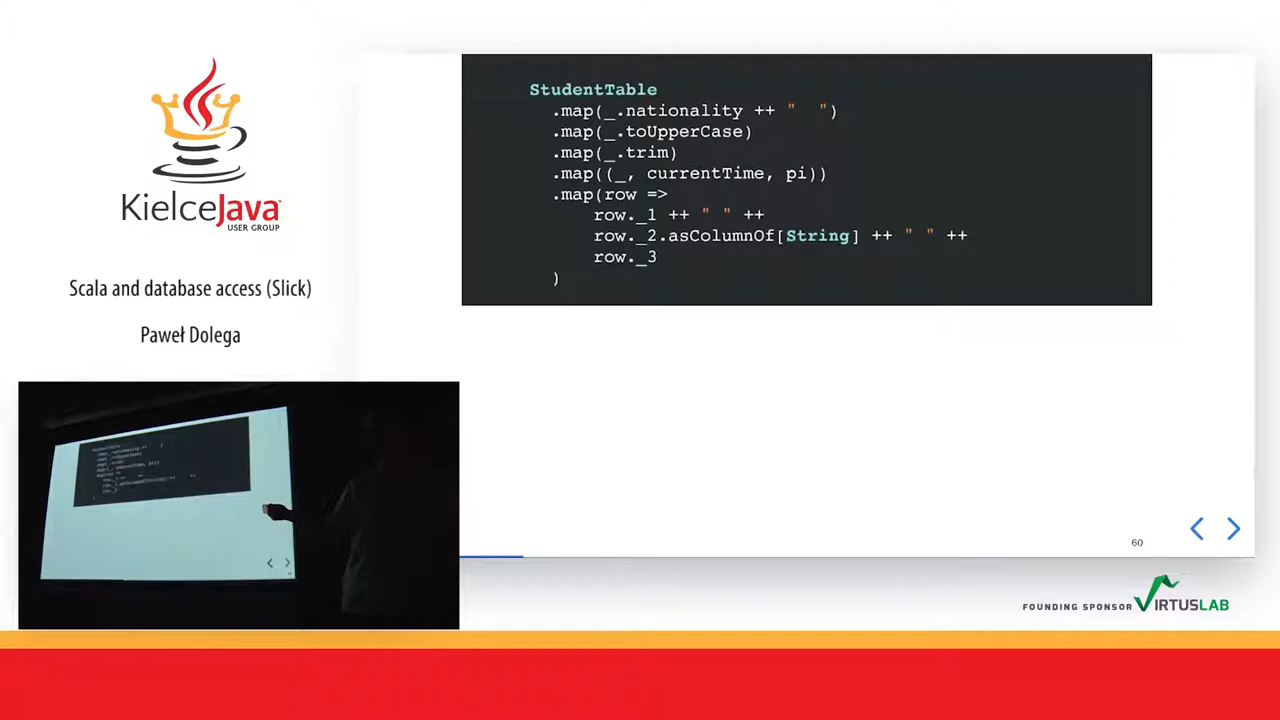 KielceJava
USER GROUP
Scala and database access (Slick)
Paweł Dolega
StudentTable
.map(_.nationality ++ "  ")
.map(_.toUpperCase)
.map(_.trim)
.map((_, currentTime, pi))
.map(row =>
row._1 ++ " " ++
row._2.asColumnOf[String] ++ " " ++
row._3
)
60
FOUNDING SPONSOR VIRTUSLAB